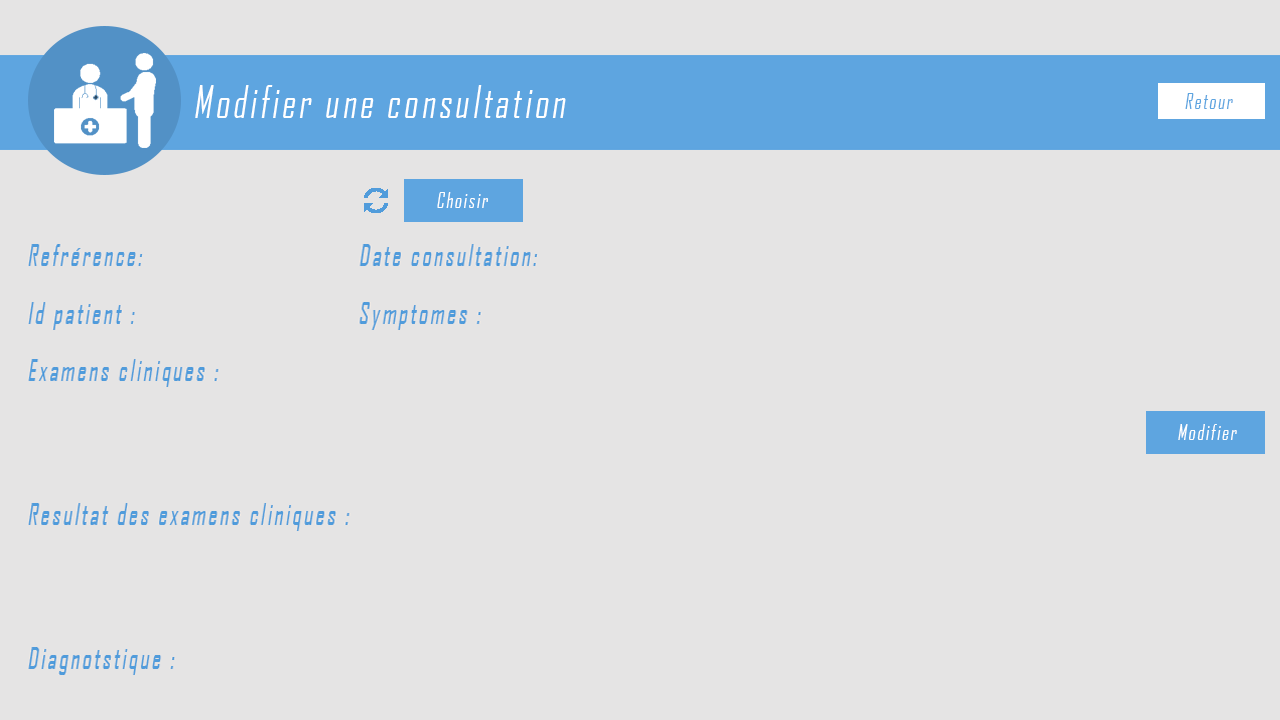 Modifier une consultation
Retour
Choisir
Refrérence:
Date consultation:
Id patient :
Symptomes :
Examens cliniques :
Modifier
Resultat des examens cliniques :
Diagnotstique :